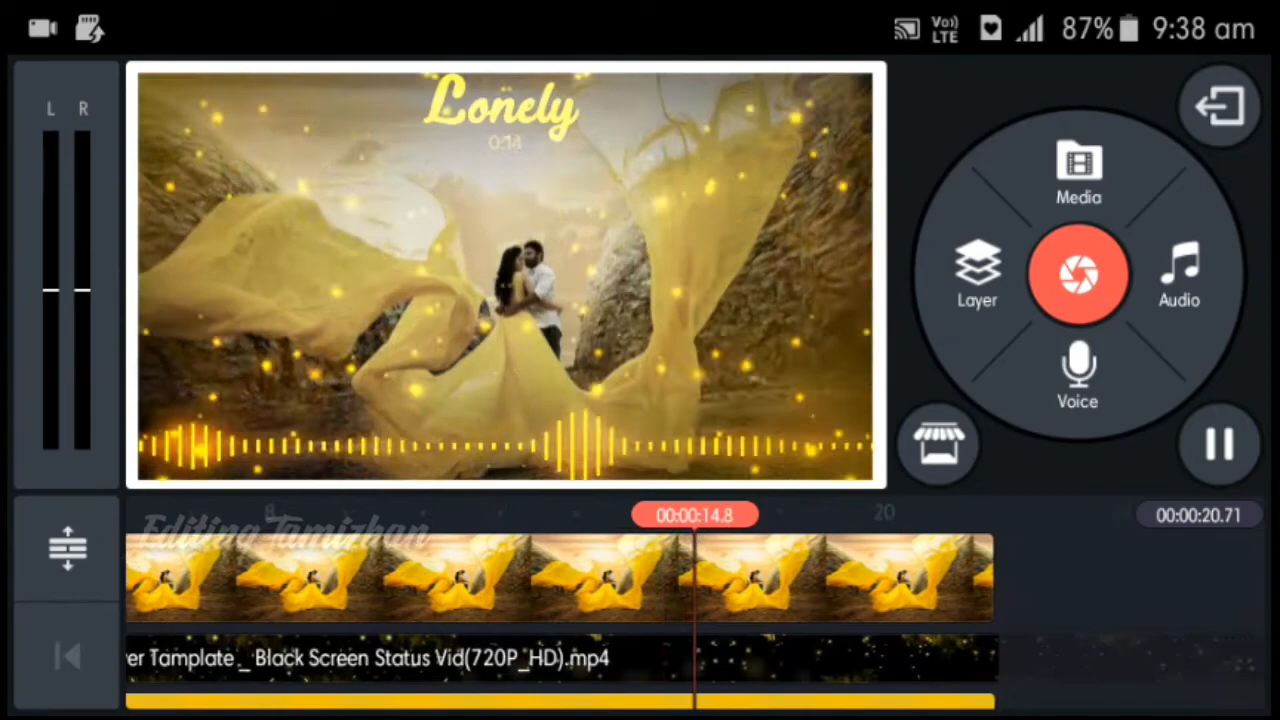 Vo))
LTE
87%
9:38 am
L R
Lonely
0:14
Media
Layer
Audio
Voice
00:00:14.8
20
00:00:20.71
Editing Tamizhan
er Tamplate_ Black Screen Status Vid(720P_HD).mp4